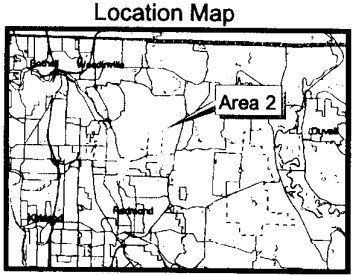 Location Map
Bothell Woodinville
Area 2
Duvall
Kirkland
Redmond